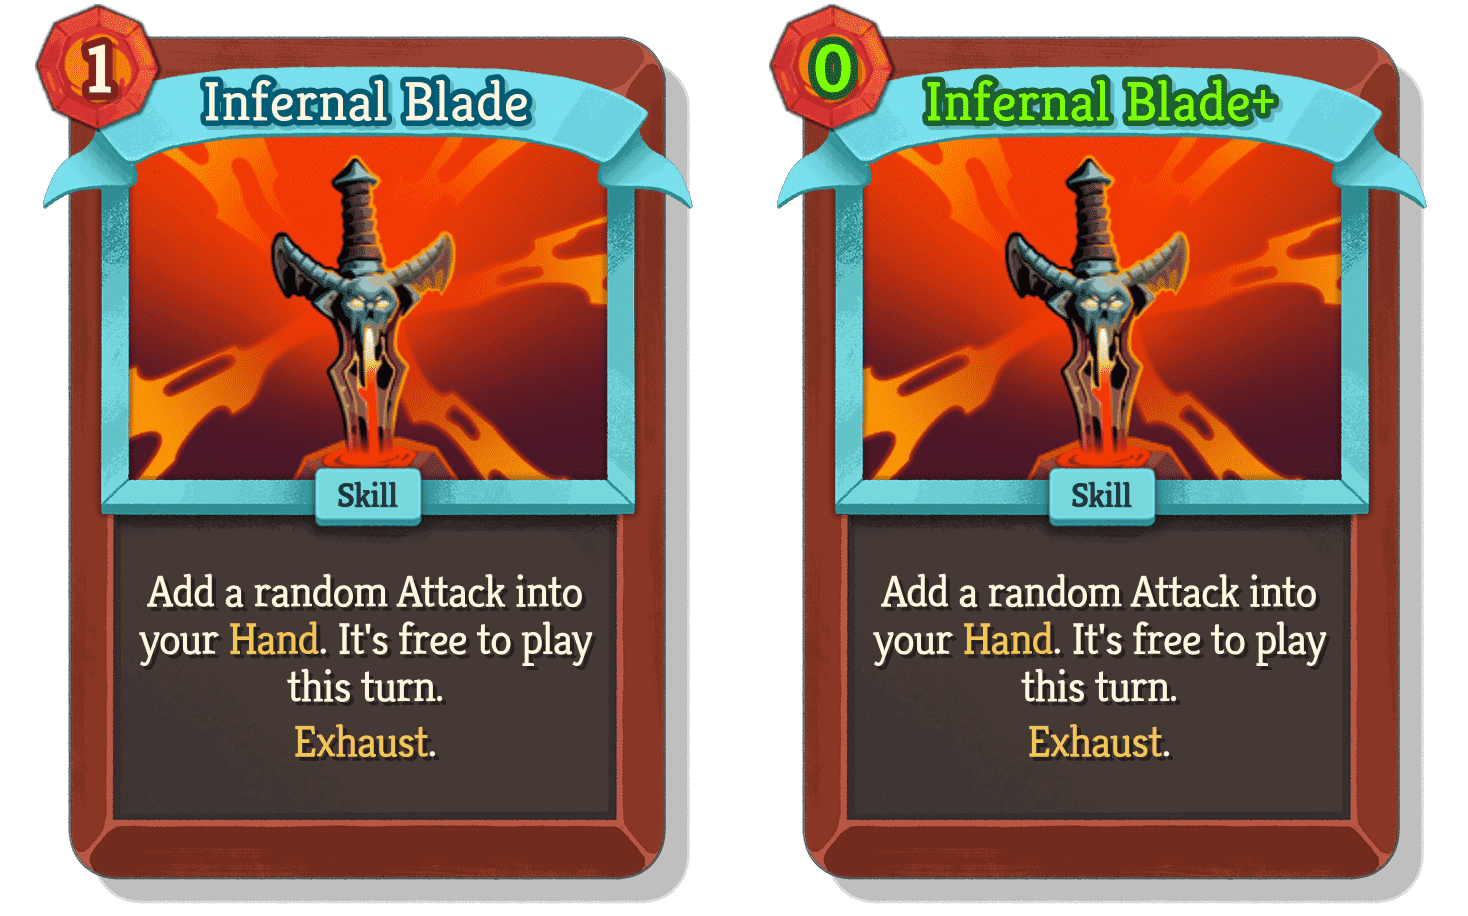 1
Infernal Blade
Skill
Add a random Attack into
your Hand. It's free to play
this turn.
Exhaust.
0
Infernal Blade+
Skill
Add a random Attack into
your Hand. It's free to play
this turn.
Exhaust.